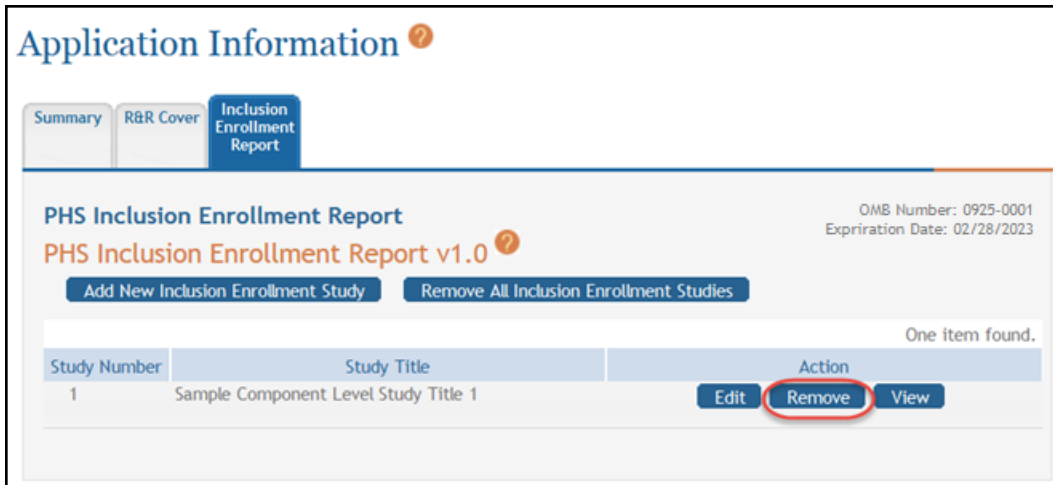 Application Information ?
Summary
R&R Cover
Inclusion
Enrollment
Report
PHS Inclusion Enrollment Report
OMB Number: 0925-0001
Expriration Date: 02/28/2023
PHS Inclusion Enrollment Report v1.0 ?
Add New Inclusion Enrollment Study
Remove All Inclusion Enrollment Studies
One item found.
Study Number Study Title Action
1 Sample Component Level Study Title 1 Edit Remove View